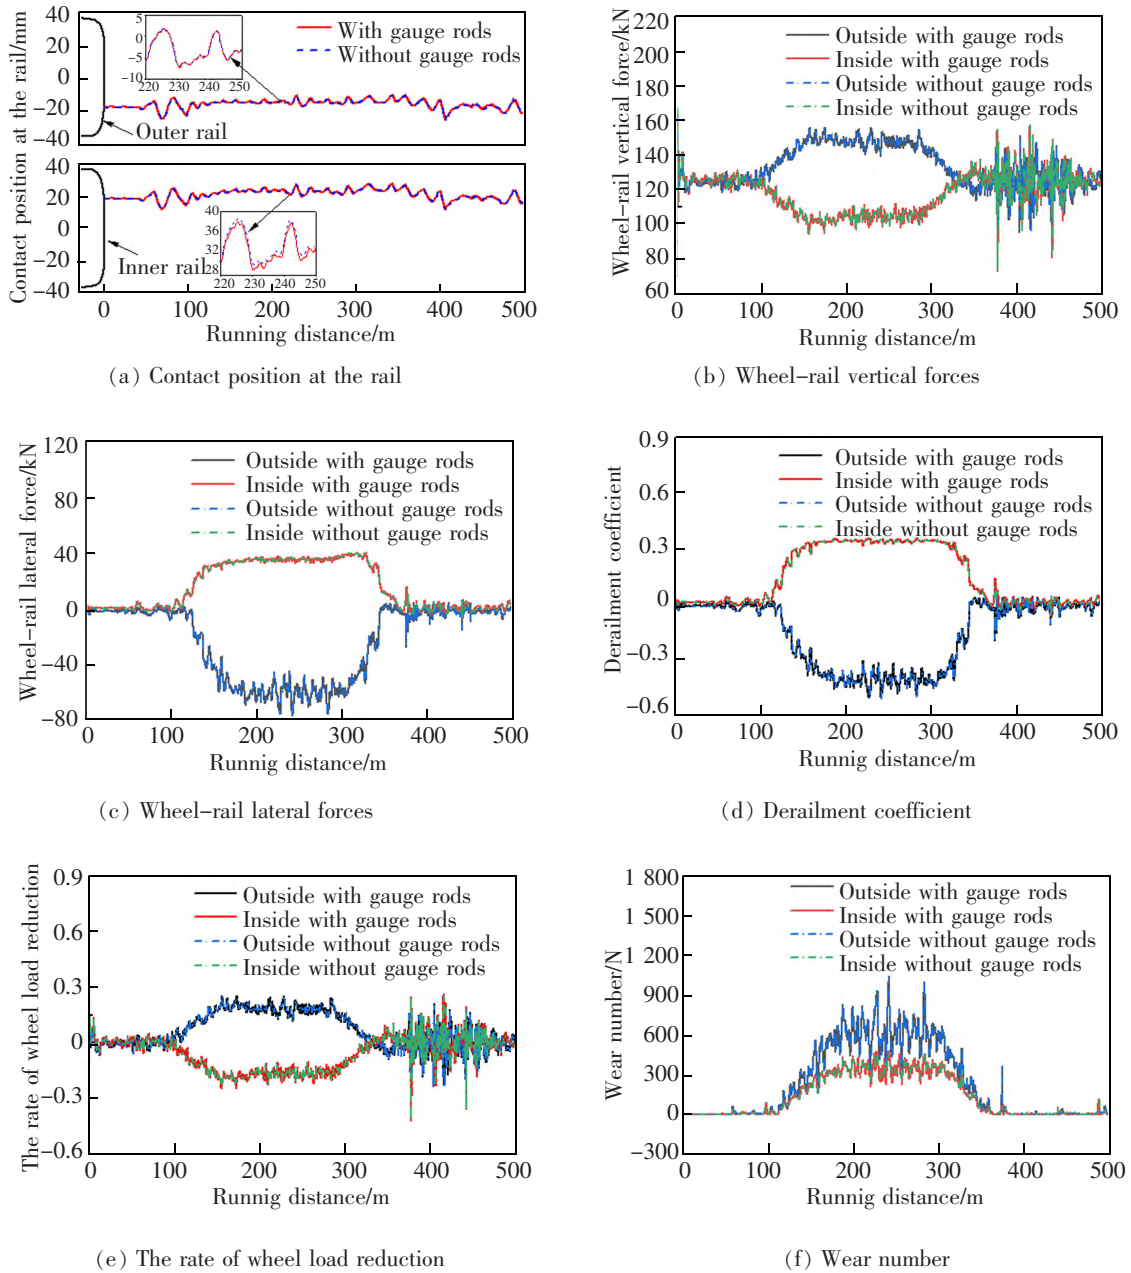 Contact position at the rail/mm
40
20
0
−20
−40
5
0
−5
−10
220 230 240 250
With gauge rods
Without gauge rods
Outer rail
40
20
0
−20
−40
40
36
32
28
220 230 240 250
Inner rail
0 100 200 300 400 500
Running distance/m
(a) Contact position at the rail
Wheel-rail vertical force/kN
220
200
180
160
140
120
100
80
60
Outside with gauge rods
Inside with gauge rods
Outside without gauge rods
Inside without gauge rods
0 100 200 300 400 500
Runnig distance/m
(b) Wheel-rail vertical forces
Wheel-rail lateral force/kN
120
80
40
0
−40
−80
Outside with gauge rods
Inside with gauge rods
Outside without gauge rods
Inside without gauge rods
0 100 200 300 400 500
Runnig distance/m
(c) Wheel-rail lateral forces
Derailment coefficient
0.9
0.6
0.3
0
−0.3
−0.6
Outside with gauge rods
Inside with gauge rods
Outside without gauge rods
Inside without gauge rods
0 100 200 300 400 500
Runnig distance/m
(d) Derailment coefficient
The rate of wheel load reduction
0.9
0.6
0.3
0
−0.3
−0.6
Outside with gauge rods
Inside with gauge rods
Outside without gauge rods
Inside without gauge rods
0 100 200 300 400 500
Runnig distance/m
(e) The rate of wheel load reduction
Wear number/N
1 800
1 500
1 200
900
600
300
0
−300
Outside with gauge rods
Inside with gauge rods
Outside without gauge rods
Inside without gauge rods
0 100 200 300 400 500
Runnig distance/m
(f) Wear number